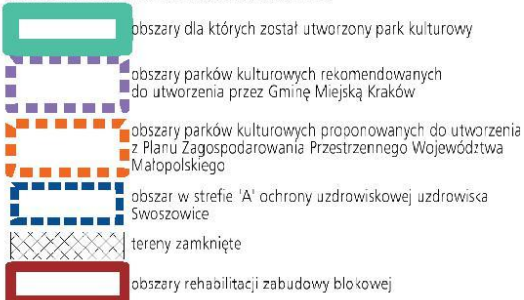 obszary dla których został utworzony park kulturowy
obszary parków kulturowych rekomendowanych
do utworzenia przez Gminę Miejską Kraków
obszary parków kulturowych proponowanych do utworzenia
z Planu Zagospodarowania Przestrzennego Województwa
Małopolskiego
obszar w strefie 'A' ochrony uzdrowiskowej uzdrowiska
Swoszowice
tereny zamknięte
obszary rehabilitacji zabudowy blokowej